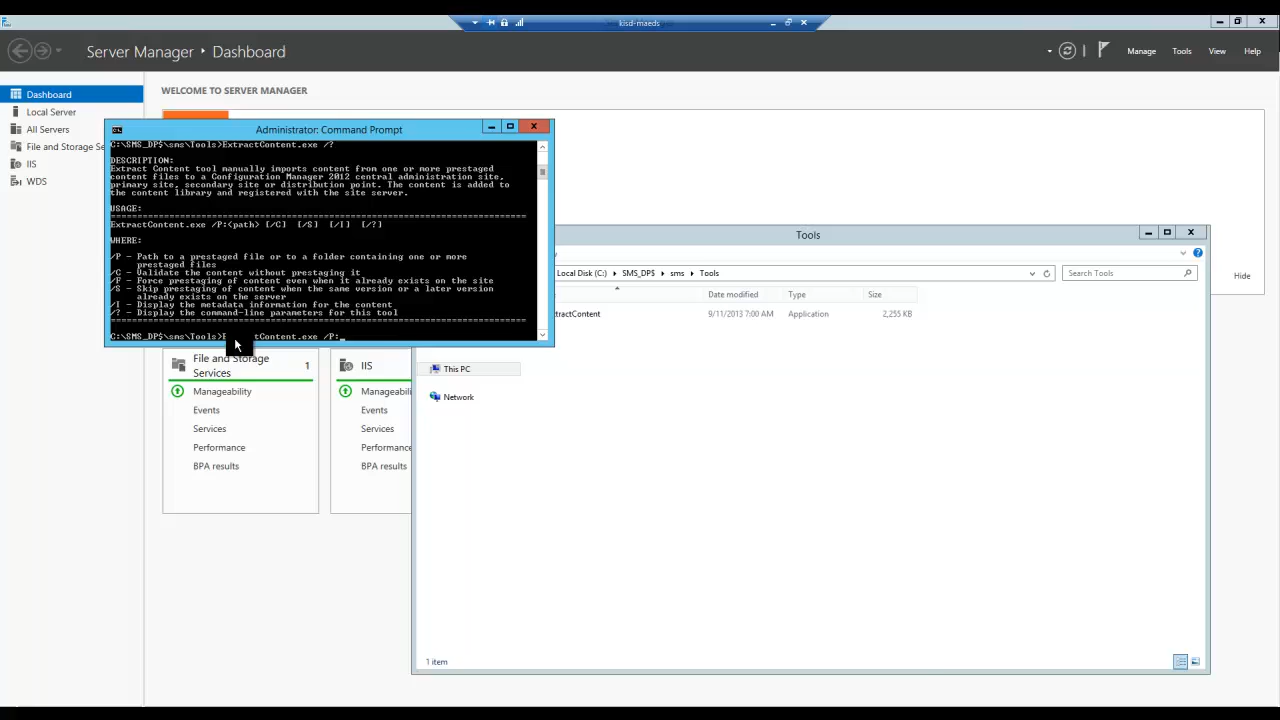 kisd-maeds
Server Manager • Dashboard
Manage
Tools
View
Help
Dashboard
Local Server
All Servers
File and Storage Se
IIS
WDS
WELCOME TO SERVER MANAGER
Administrator: Command Prompt
C:\SMS_DP$\sms\Tools>ExtractContent.exe /?
DESCRIPTION:
Extract Content tool manually imports content from one or more prestaged
content files to a Configuration Manager 2012 central administration site,
primary site, secondary site or distribution point. The content is added to
the content library and registered with the site server.
USAGE:
ExtractContent.exe /P:<path> [/C] [/S] [/I] [/?]
WHERE:
/P - Path to a prestaged file or to a folder containing one or more
prestaged files
/C - Validate the content without prestaging it
/F - Force prestaging of content even when it already exists on the site
/S - Skip prestaging of content when the same version or a later version
already exists on the server
/I - Display the metadata information for the content
/? - Display the command-line parameters for this tool
C:\SMS_DP$\sms\Tools>E tContent.exe /P:_
Tools
Local Disk (C:) ▸ SMS_DP$ ▸ sms ▸ Tools
Search Tools
Hide
Date modified
Type
Size
tractContent
9/11/2013 7:00 AM
Application
2,255 KB
This PC
Network
1 item
File and Storage
Services
1
Manageability
Events
Services
Performance
BPA results
IIS
Manageabili
Events
Services
Performance
BPA results